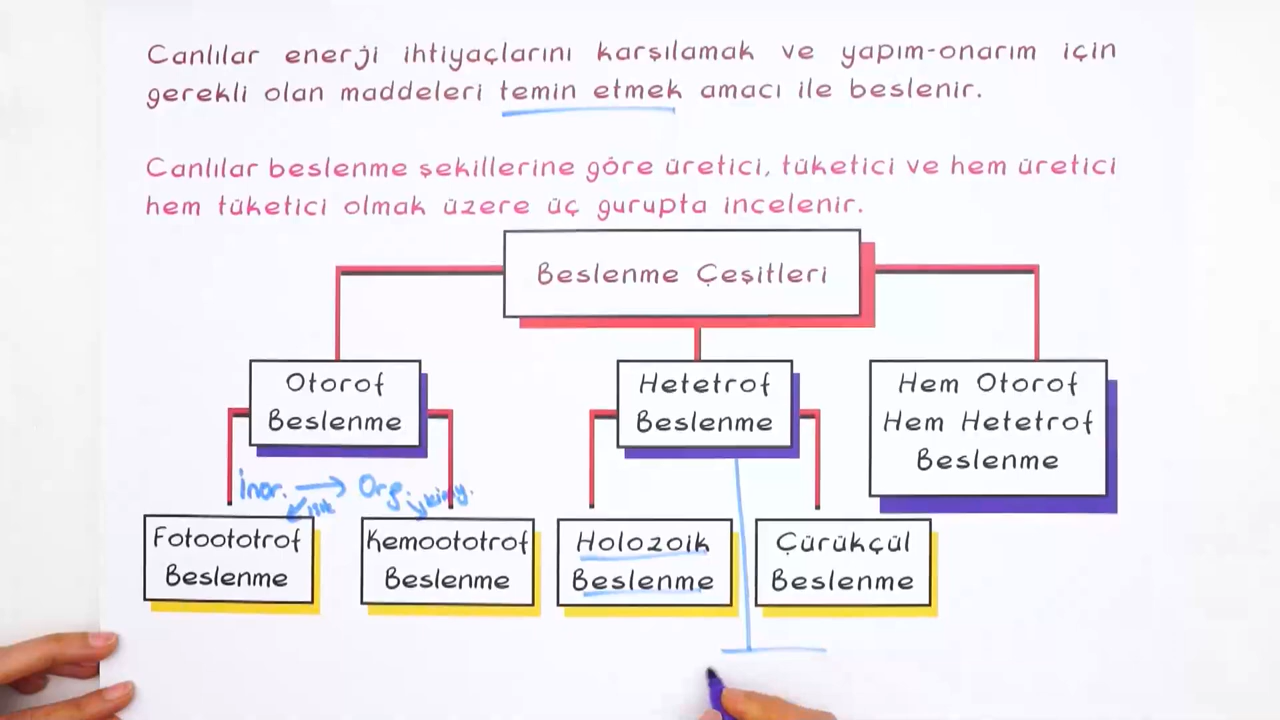 Canlılar enerji ihtiyaçlarını karşılamak ve yapım-onarım için
gerekli olan maddeleri temin etmek amacı ile beslenir.
Canlılar beslenme şekillerine göre üretici, tüketici ve hem üretici
hem tüketici olmak üzere üç gurupta incelenir.
Beslenme Çeşitleri
Otorof
Beslenme
Hetetrof
Beslenme
Hem Otorof
Hem Hetetrof
Beslenme
İnor. → Org.
ışık
kimy.
Fotoototrof
Beslenme
Kemoototrof
Beslenme
Holozoik
Beslenme
Çürükçül
Beslenme